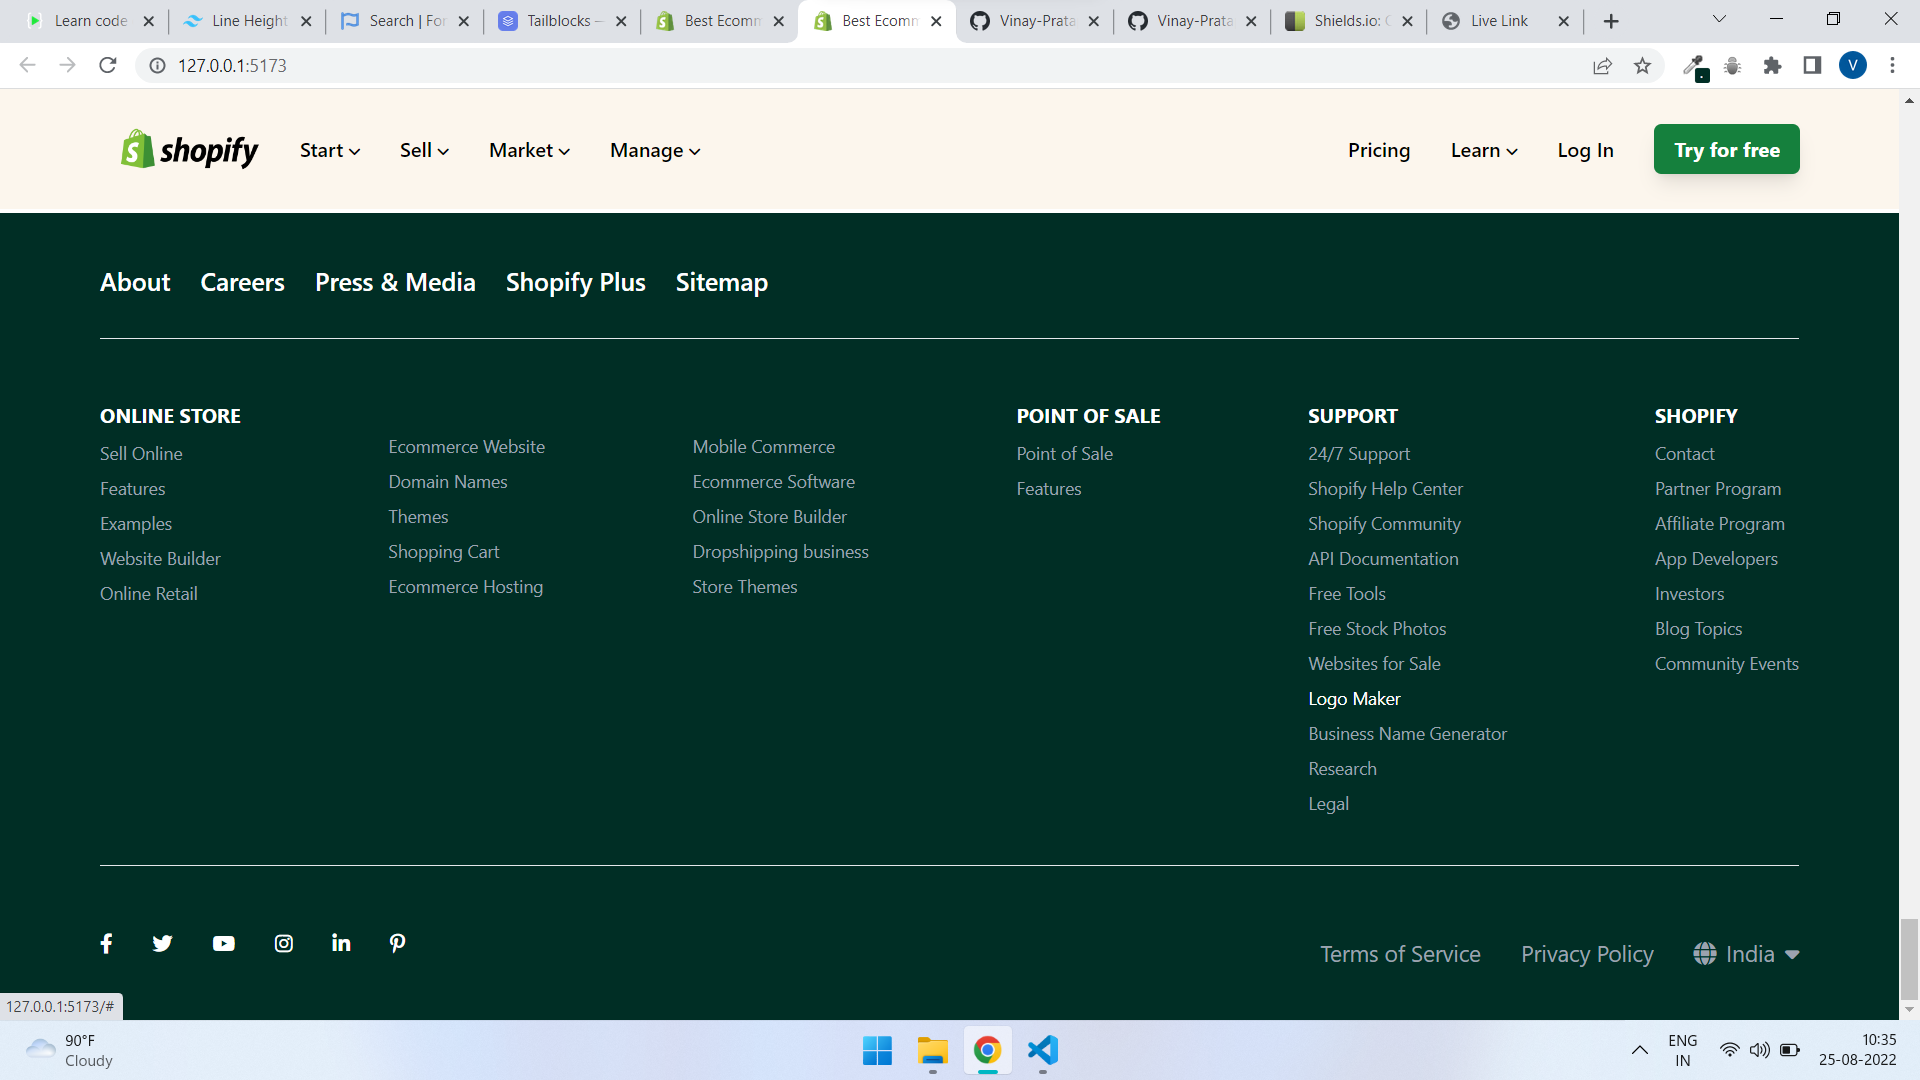 Learn code
Line Height
Search | For
Tailblocks –
Best Ecomm
Best Ecomm
Vinay-Prata
Vinay-Prata
Shields.io: 
Live Link
127.0.0.1:5173
V
shopify
Start
Sell
Market
Manage
Pricing
Learn
Log In
Try for free
About
Careers
Press & Media
Shopify Plus
Sitemap
ONLINE STORE
Sell Online
Features
Examples
Website Builder
Online Retail
Ecommerce Website
Domain Names
Themes
Shopping Cart
Ecommerce Hosting
Mobile Commerce
Ecommerce Software
Online Store Builder
Dropshipping business
Store Themes
POINT OF SALE
Point of Sale
Features
SUPPORT
24/7 Support
Shopify Help Center
Shopify Community
API Documentation
Free Tools
Free Stock Photos
Websites for Sale
Logo Maker
Business Name Generator
Research
Legal
SHOPIFY
Contact
Partner Program
Affiliate Program
App Developers
Investors
Blog Topics
Community Events
Terms of Service
Privacy Policy
India
127.0.0.1:5173/#
90°F
Cloudy
ENG
IN
10:35
25-08-2022